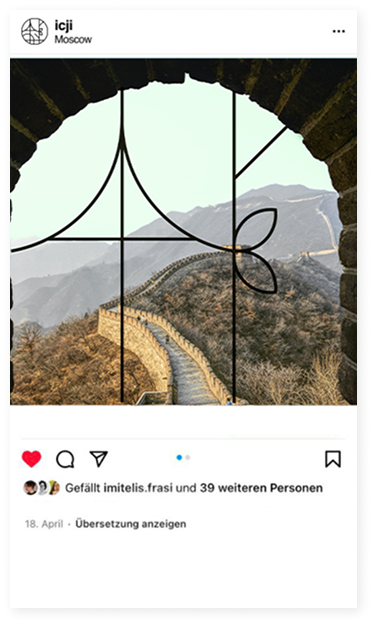 icji
Moscow
Gefällt imitelis.frasi und 39 weiteren Personen
18. April · Übersetzung anzeigen